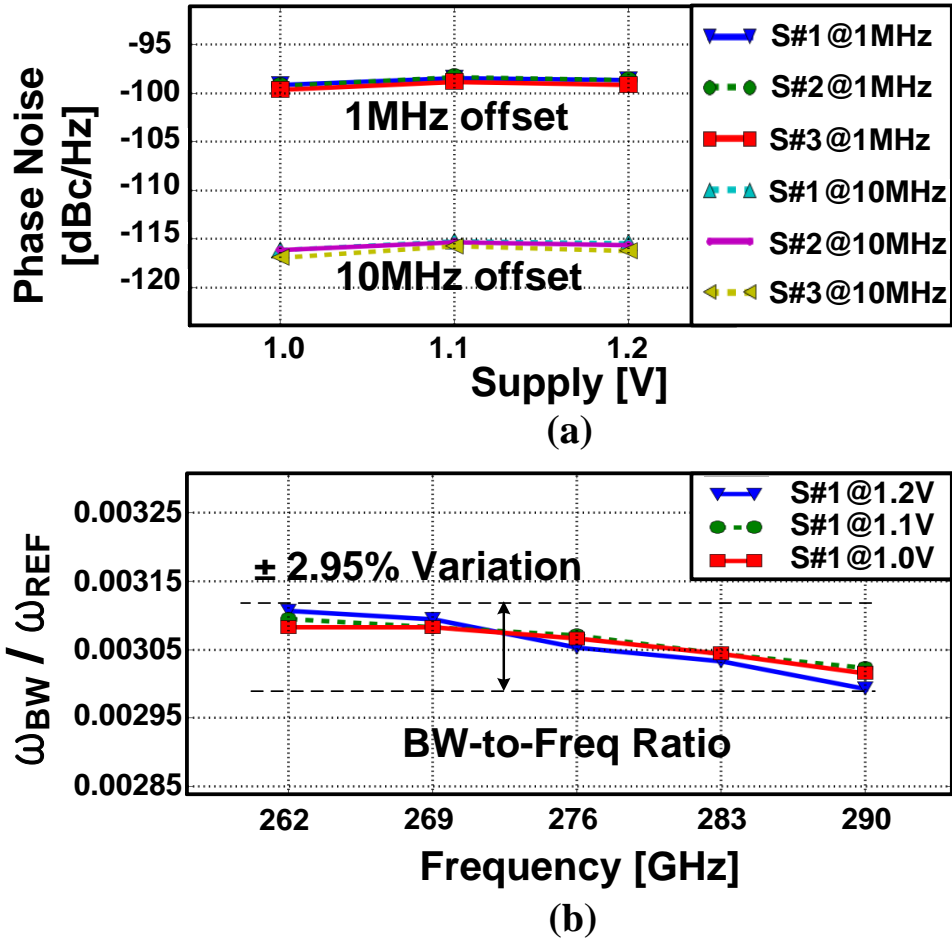 Phase Noise
[dBc/Hz]
-95
-100
-105
-110
-115
-120
1MHz offset
10MHz offset
1.0
1.1
1.2
Supply [V]
S#1@1MHz
S#2@1MHz
S#3@1MHz
S#1@10MHz
S#2@10MHz
S#3@10MHz
(a)
ωBW / ωREF
0.00325
0.00315
0.00305
0.00295
0.00285
± 2.95% Variation
BW-to-Freq Ratio
S#1@1.2V
S#1@1.1V
S#1@1.0V
262
269
276
283
290
Frequency [GHz]
(b)